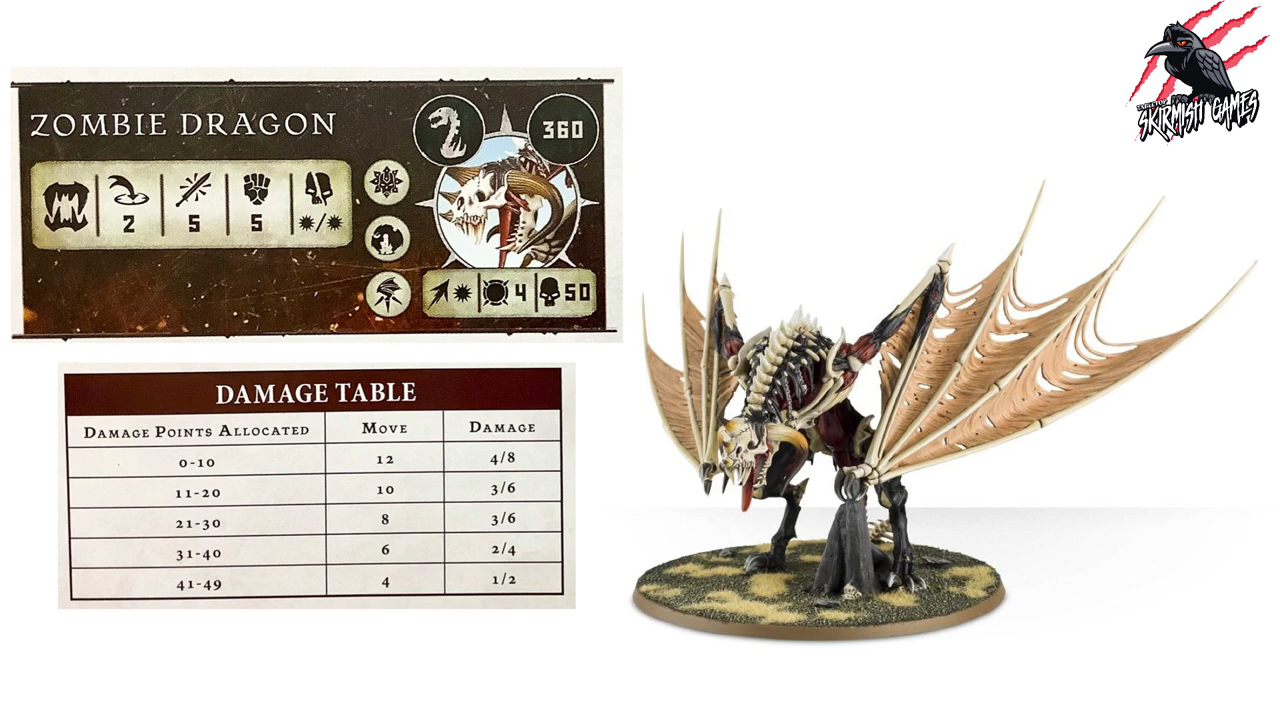 ZOMBIE DRAGON
360
2 5 5 */*
* 4 50
DAMAGE TABLE
DAMAGE POINTS ALLOCATED MOVE DAMAGE
0-10 12 4/8
11-20 10 3/6
21-30 8 3/6
31-40 6 2/4
41-49 4 1/2
TABLETOP
SKIRMISH GAMES